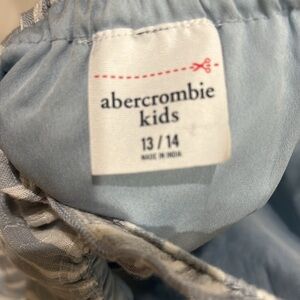 abercrombie
kids
13/14
MADE IN INDIA